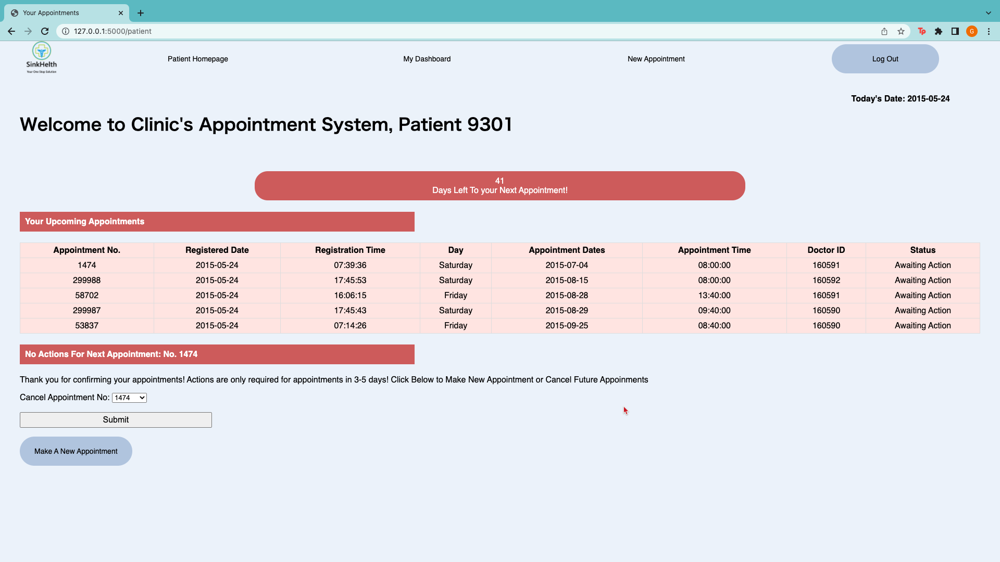 Your Appointments
127.0.0.1:5000/patient
Tp
G
SinkHelth
Your One Stop Solution
Patient Homepage
My Dashboard
New Appointment
Log Out
Today's Date: 2015-05-24
Welcome to Clinic's Appointment System, Patient 9301
41
Days Left To your Next Appointment!
Your Upcoming Appointments
Appointment No. Registered Date Registration Time Day Appointment Dates Appointment Time Doctor ID Status
1474 2015-05-24 07:39:36 Saturday 2015-07-04 08:00:00 160591 Awaiting Action
299988 2015-05-24 17:45:53 Saturday 2015-08-15 08:00:00 160592 Awaiting Action
58702 2015-05-24 16:06:15 Friday 2015-08-28 13:40:00 160591 Awaiting Action
299987 2015-05-24 17:45:43 Saturday 2015-08-29 09:40:00 160590 Awaiting Action
53837 2015-05-24 07:14:26 Friday 2015-09-25 08:40:00 160590 Awaiting Action
No Actions For Next Appointment: No. 1474
Thank you for confirming your appointments! Actions are only required for appointments in 3-5 days! Click Below to Make New Appointment or Cancel Future Appoinments
Cancel Appointment No: 1474
Submit
Make A New Appointment